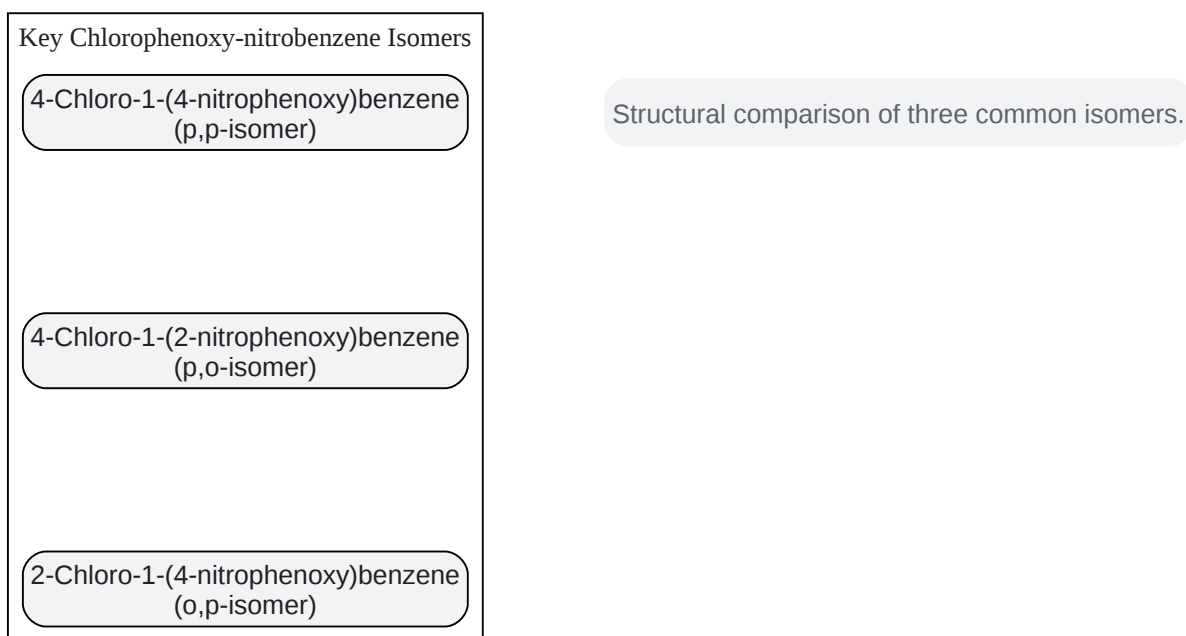 Key Chlorophenoxy-nitrobenzene Isomers
4-Chloro-1-(4-nitrophenoxy)benzene
(p,p-isomer)
Structural comparison of three common isomers.
4-Chloro-1-(2-nitrophenoxy)benzene
(p,o-isomer)
2-Chloro-1-(4-nitrophenoxy)benzene
(o,p-isomer)